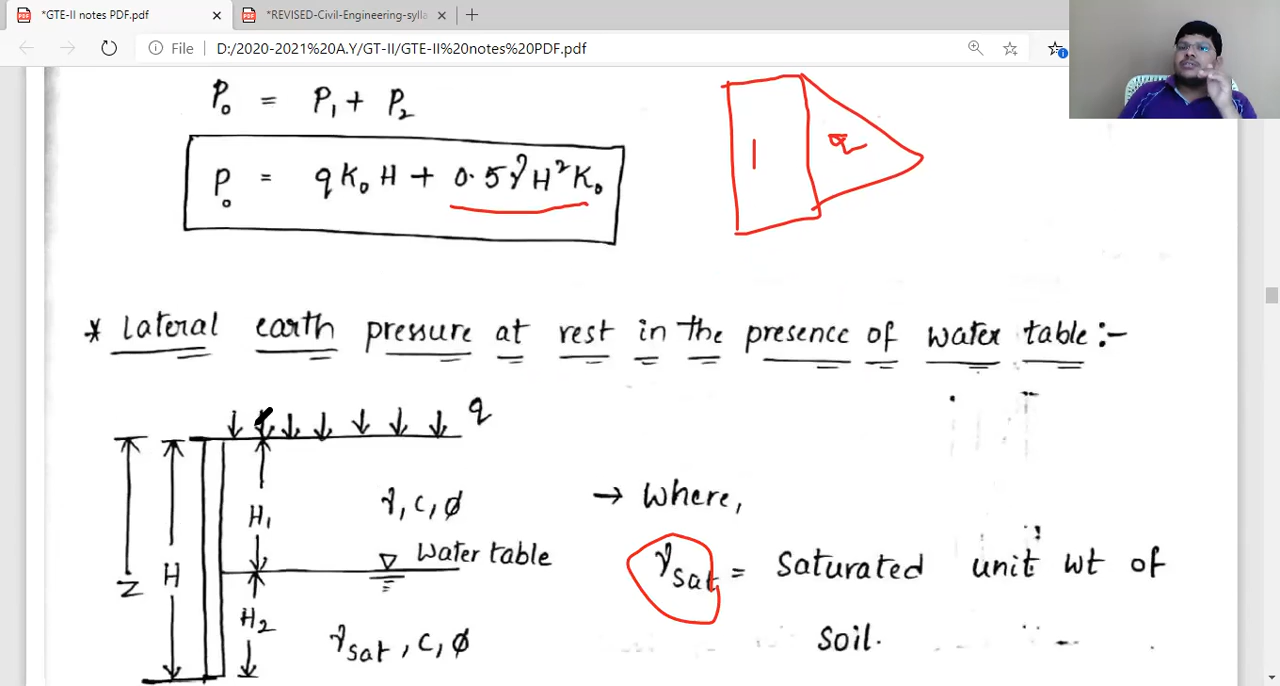 *GTE-II notes PDF.pdf
*REVISED-Civil-Engineering-sylla
File D:/2020-2021%20A.Y/GT-II/GTE-II%20notes%20PDF.pdf
P₀ = P₁ + P₂
P₀ = qK₀H + 0.5γH²K₀
1
* Lateral earth pressure at rest in the presence of water table:-
q
γ, c, ϕ
→ Where,
H₁
Water table
Z
H
γsat = Saturated unit wt of
H₂
γsat, c, ϕ
soil.